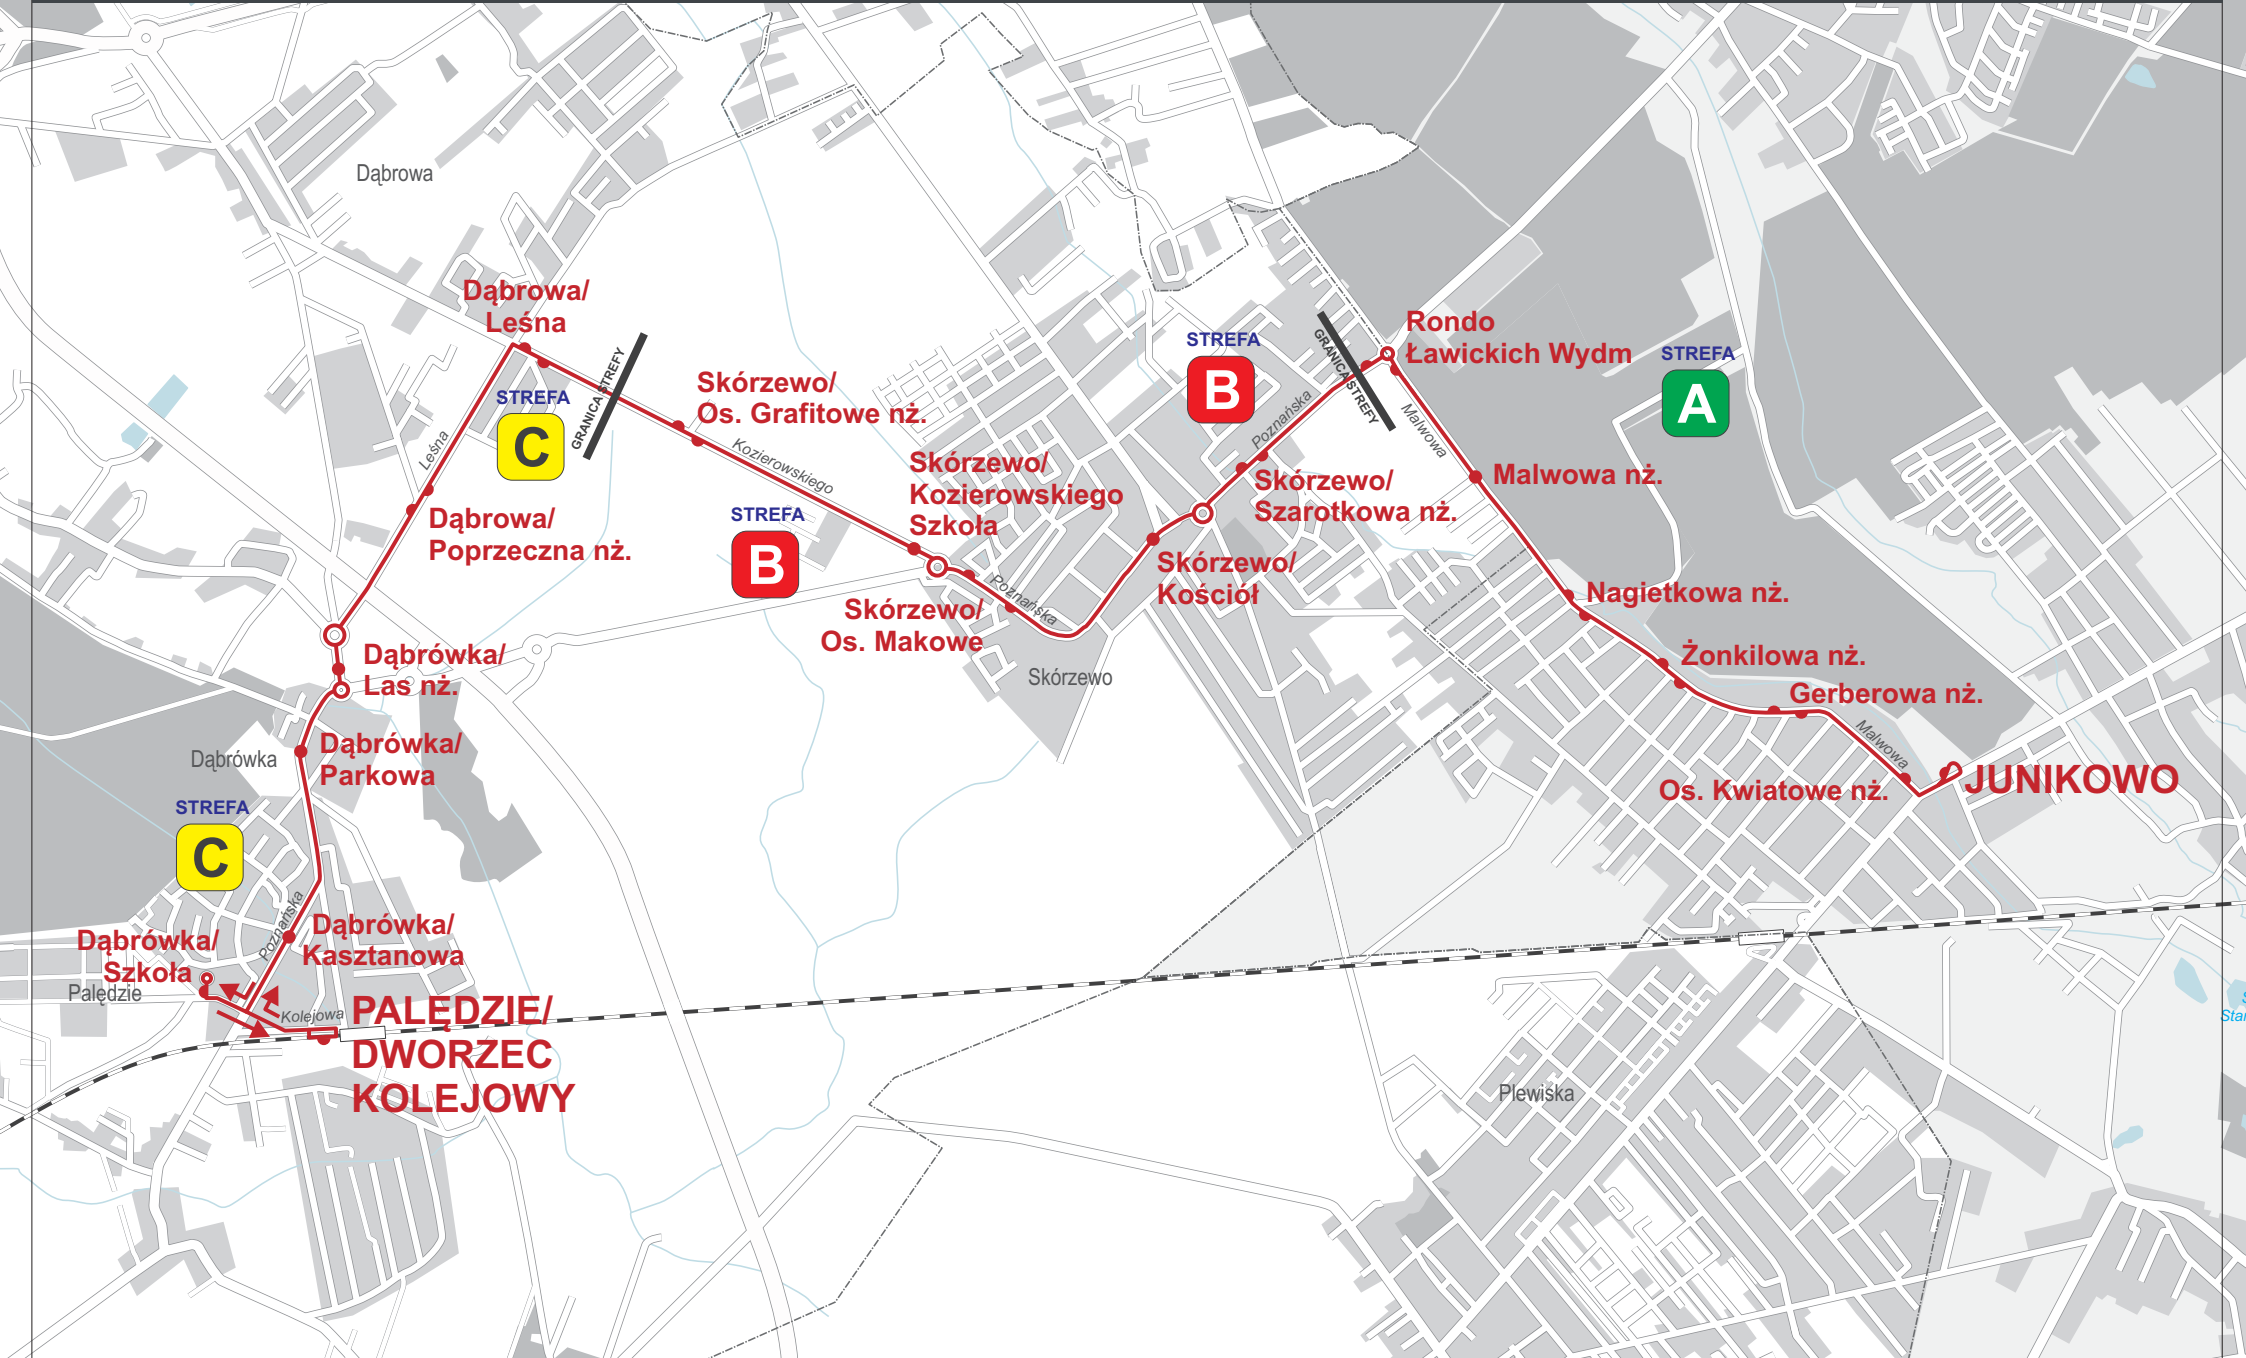 Dąbrowa
Dąbrowa/
Leśna
STREFA
C
GRANICA STREFY
Leśna
Dąbrowa/
Poprzeczna nż.
Skórzewo/
Os. Grafitowe nż.
Kozierowskiego
STREFA
B
Skórzewo/
Kozierowskiego
Szkoła
Poznańska
Skórzewo/
Os. Makowe
Skórzewo
Skórzewo/
Kościół
STREFA
B
Poznańska
Skórzewo/
Szarotkowa nż.
GRANICA STREFY
Rondo
Ławickich Wydm
STREFA
A
Malwowa
Malwowa nż.
Nagietkowa nż.
Żonkilowa nż.
Gerberowa nż.
Malwowa
Os. Kwiatowe nż.
JUNIKOWO
Dąbrówka/
Las nż.
Dąbrówka
Dąbrówka/
Parkowa
STREFA
C
Poznańska
Dąbrówka/
Kasztanowa
Dąbrówka/
Szkoła
Palędzie
Kolejowa
PALĘDZIE/
DWORZEC
KOLEJOWY
Plewiska